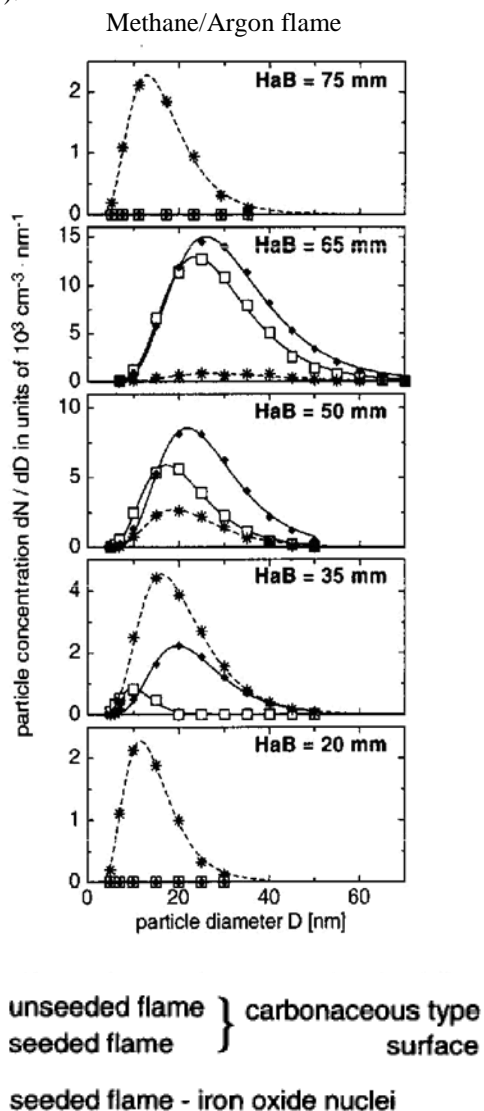 ).
Methane/Argon flame
HaB = 75 mm
2
1
0
HaB = 65 mm
15
10
5
0
HaB = 50 mm
10
5
0
HaB = 35 mm
4
2
0
HaB = 20 mm
2
1
0
0 20 40 60
particle diameter D [nm]
particle concentration dN / dD in units of 10³ cm⁻³ · nm⁻¹
unseeded flame } carbonaceous type
seeded flame surface
seeded flame - iron oxide nuclei